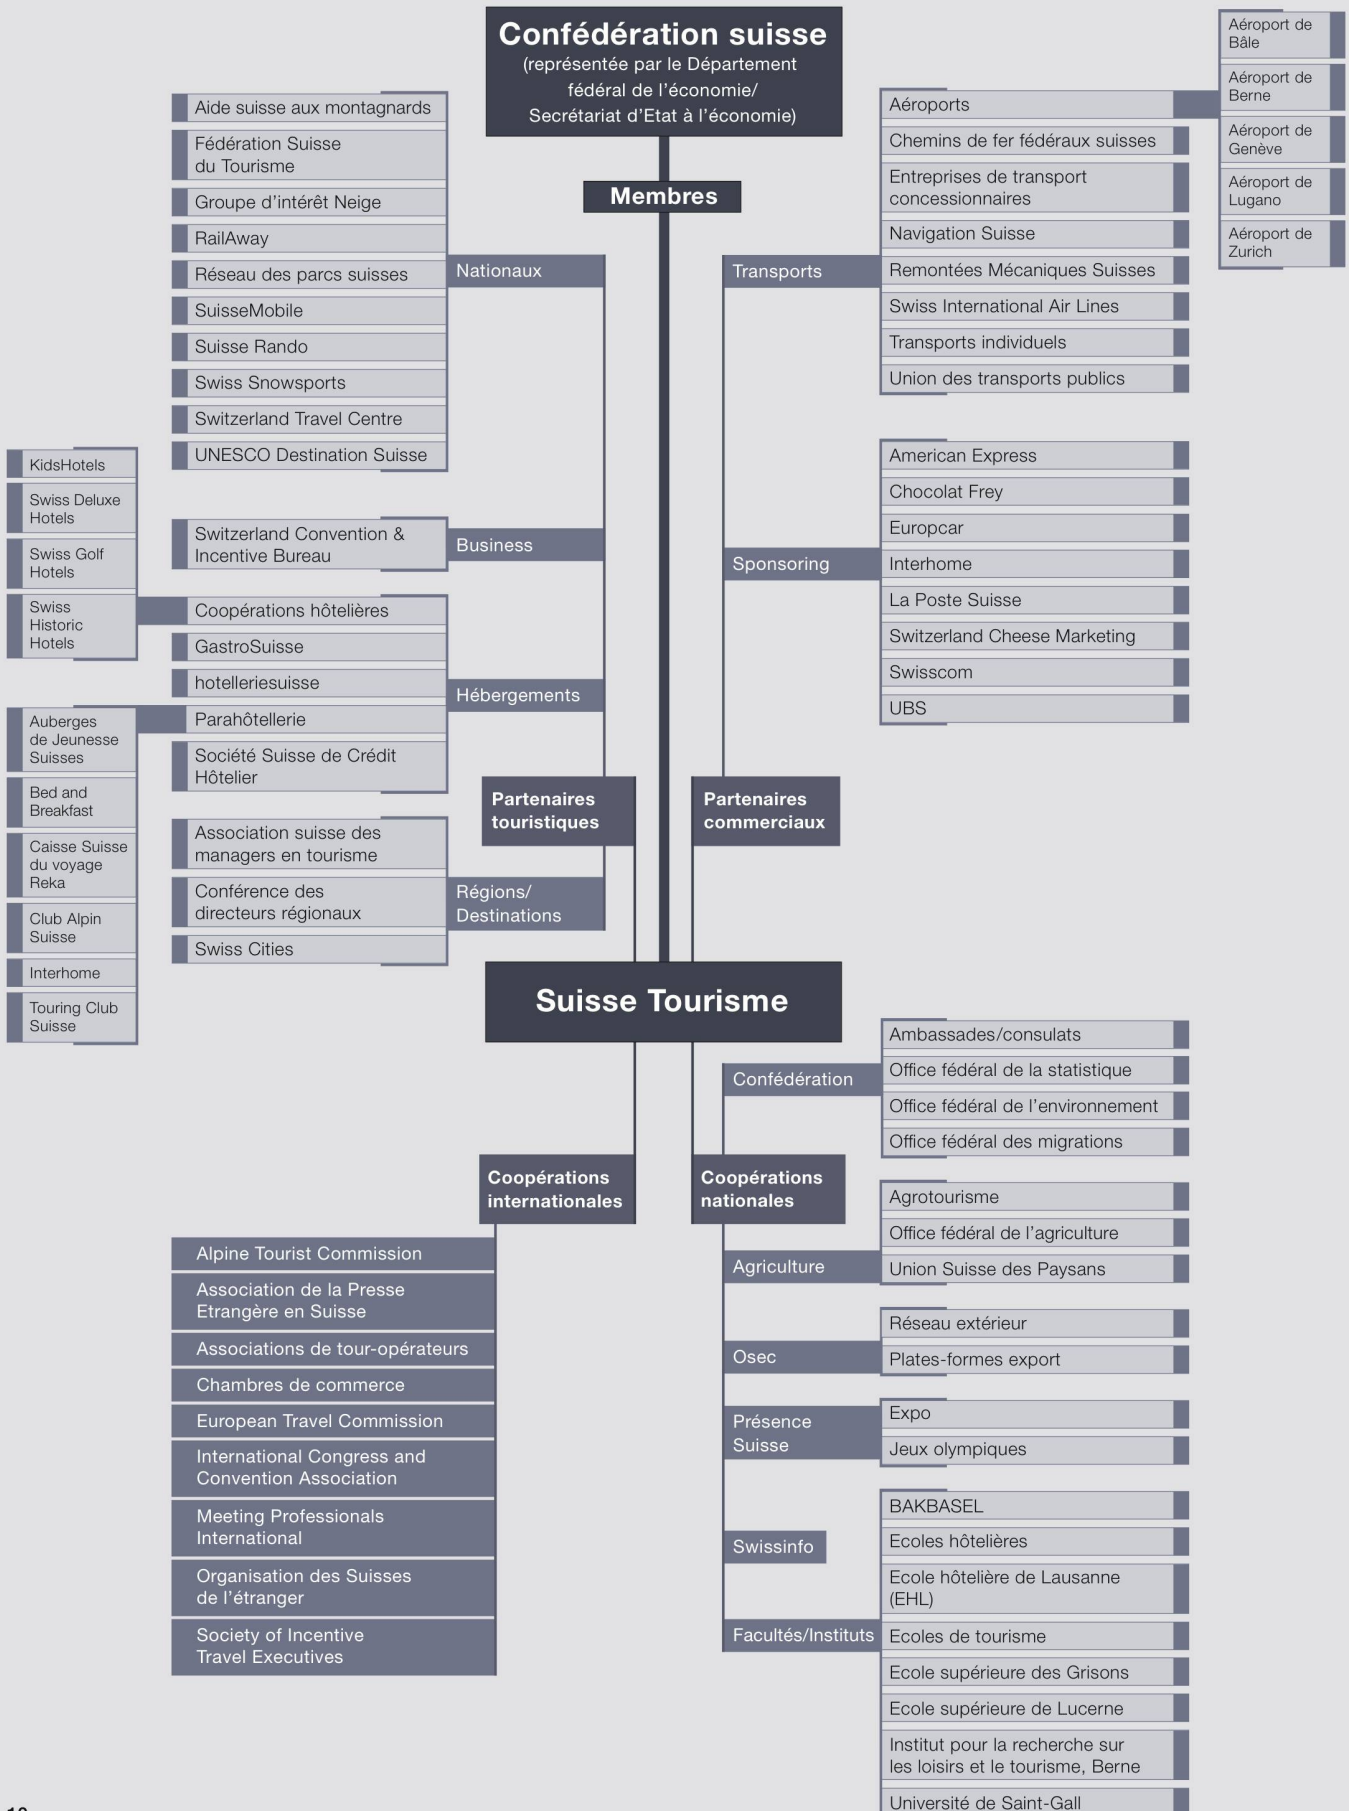 Confédération suisse
(représentée par le Département
fédéral de l'économie/
Secrétariat d'Etat à l'économie)
Membres
Aide suisse aux montagnards
Fédération Suisse
du Tourisme
Groupe d'intérêt Neige
RailAway
Réseau des parcs suisses
SuisseMobile
Suisse Rando
Swiss Snowsports
Switzerland Travel Centre
UNESCO Destination Suisse
Nationaux
Switzerland Convention &
Incentive Bureau
Business
KidsHotels
Swiss Deluxe
Hotels
Swiss Golf
Hotels
Swiss
Historic
Hotels
Coopérations hôtelières
GastroSuisse
hotelleriesuisse
Parahôtellerie
Société Suisse de Crédit
Hôtelier
Hébergements
Auberges
de Jeunesse
Suisses
Bed and
Breakfast
Caisse Suisse
du voyage
Reka
Club Alpin
Suisse
Interhome
Touring Club
Suisse
Association suisse des
managers en tourisme
Conférence des
directeurs régionaux
Swiss Cities
Régions/
Destinations
Partenaires
touristiques
Partenaires
commerciaux
Transports
Aéroports
Chemins de fer fédéraux suisses
Entreprises de transport
concessionnaires
Navigation Suisse
Remontées Mécaniques Suisses
Swiss International Air Lines
Transports individuels
Union des transports publics
Aéroport de
Bâle
Aéroport de
Berne
Aéroport de
Genève
Aéroport de
Lugano
Aéroport de
Zurich
Sponsoring
American Express
Chocolat Frey
Europcar
Interhome
La Poste Suisse
Switzerland Cheese Marketing
Swisscom
UBS
Suisse Tourisme
Coopérations
internationales
Alpine Tourist Commission
Association de la Presse
Etrangère en Suisse
Associations de tour-opérateurs
Chambres de commerce
European Travel Commission
International Congress and
Convention Association
Meeting Professionals
International
Organisation des Suisses
de l'étranger
Society of Incentive
Travel Executives
Coopérations
nationales
Confédération
Ambassades/consulats
Office fédéral de la statistique
Office fédéral de l'environnement
Office fédéral des migrations
Agriculture
Agrotourisme
Office fédéral de l'agriculture
Union Suisse des Paysans
Osec
Réseau extérieur
Plates-formes export
Présence
Suisse
Expo
Jeux olympiques
Swissinfo
Facultés/Instituts
BAKBASEL
Ecoles hôtelières
Ecole hôtelière de Lausanne
(EHL)
Ecoles de tourisme
Ecole supérieure des Grisons
Ecole supérieure de Lucerne
Institut pour la recherche sur
les loisirs et le tourisme, Berne
Université de Saint-Gall